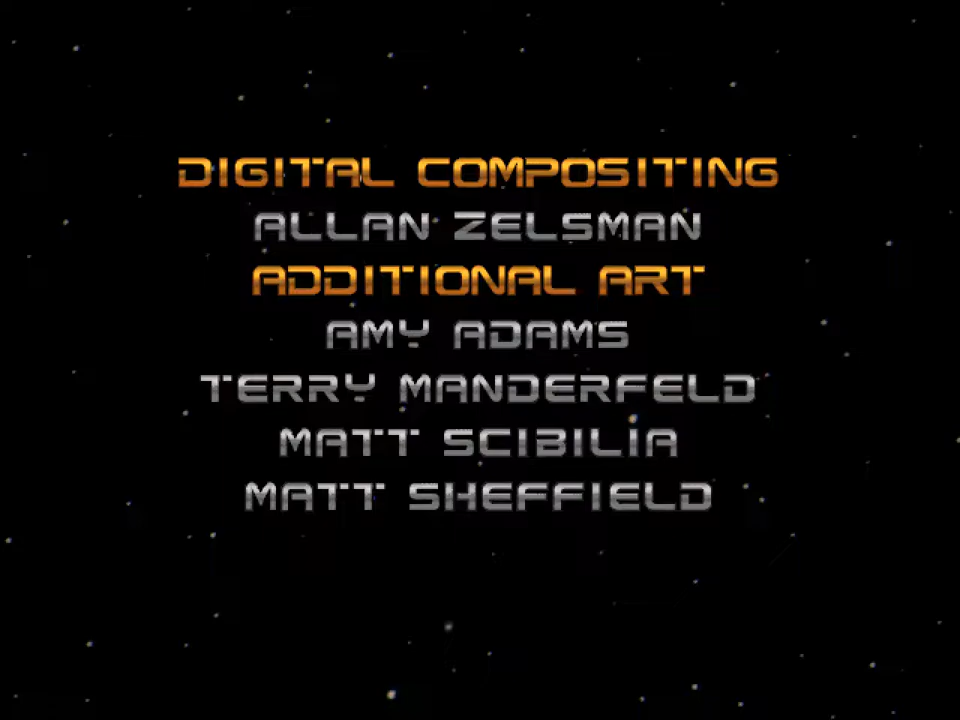 DIGITAL COMPOSITING
ALLAN ZELSMAN
ADDITIONAL ART
AMY ADAMS
TERRY MANDERFELD
MATT SCIBILIA
MATT SHEFFIELD